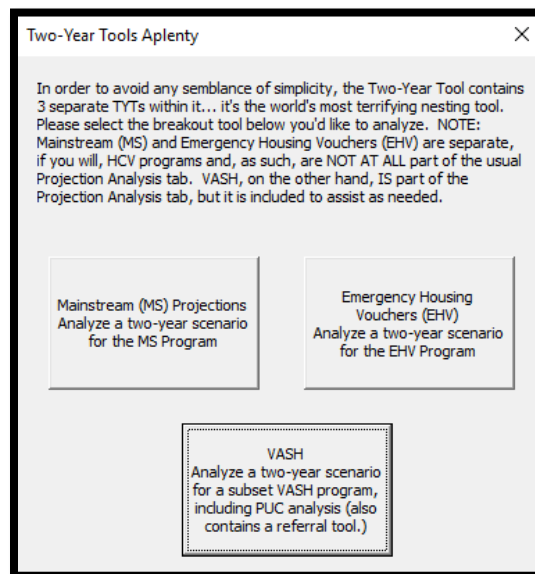 Two-Year Tools Aplenty
In order to avoid any semblance of simplicity, the Two-Year Tool contains
3 separate TYTs within it... it's the world's most terrifying nesting tool.
Please select the breakout tool below you'd like to analyze. NOTE:
Mainstream (MS) and Emergency Housing Vouchers (EHV) are separate,
if you will, HCV programs and, as such, are NOT AT ALL part of the usual
Projection Analysis tab. VASH, on the other hand, IS part of the
Projection Analysis tab, but it is included to assist as needed.
Mainstream (MS) Projections
Analyze a two-year scenario
for the MS Program
Emergency Housing
Vouchers (EHV)
Analyze a two-year scenario
for the EHV Program
VASH
Analyze a two-year scenario
for a subset VASH program,
including PUC analysis (also
contains a referral tool.)